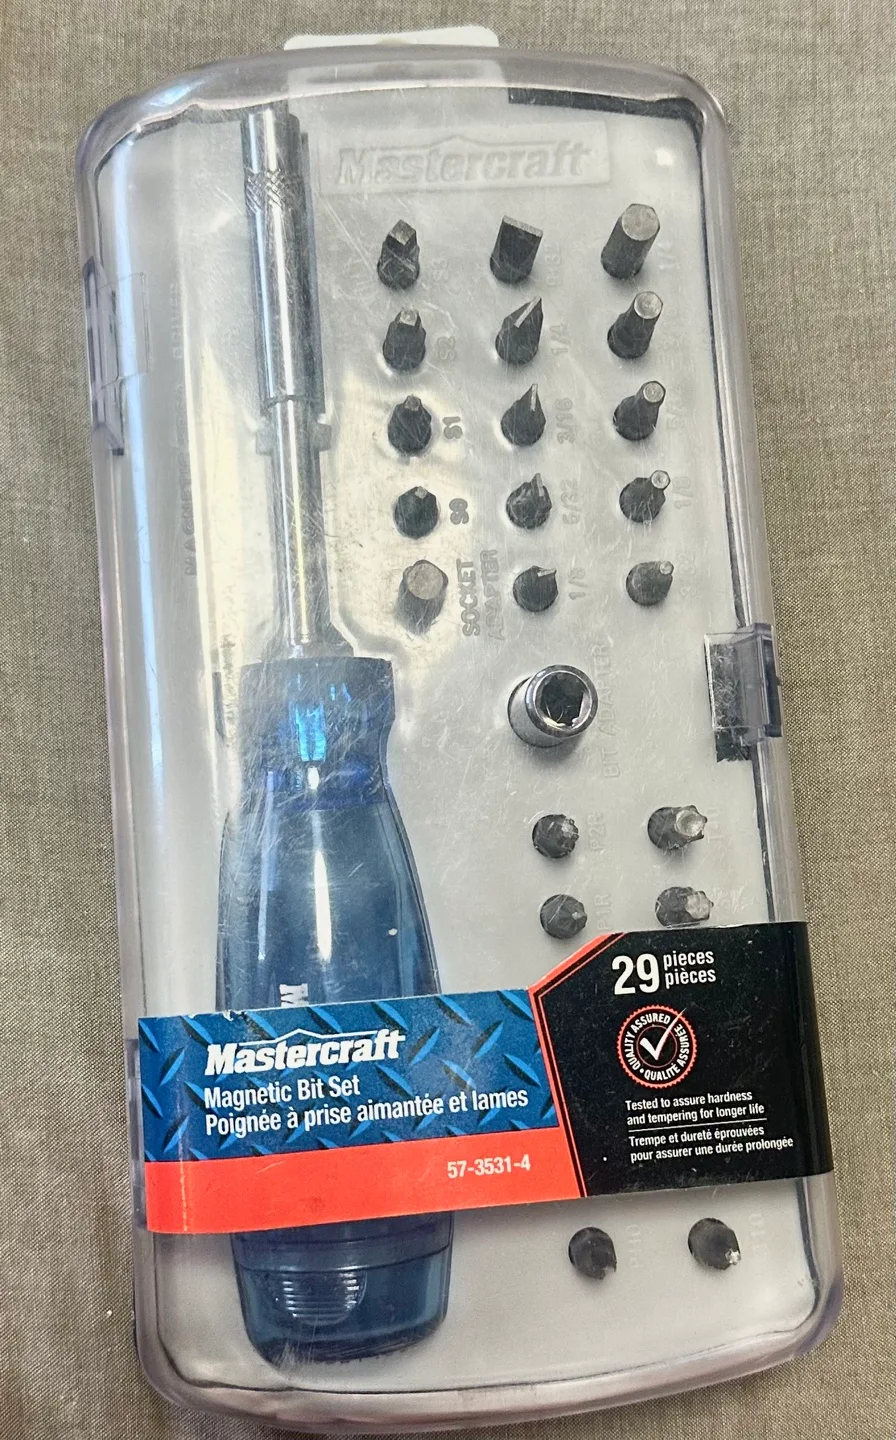 Mastercraft
S3
S2
1/4
S1
3/16
S0
5/32
1/8
SOCKET
ADAPTER
1/8
BIT ADAPTER
P2R
P1R
M
29 pieces
pièces
QUALITY ASSURED • QUALITÉ ASSURÉE •
Mastercraft
Magnetic Bit Set
Poignée à prise aimantée et lames
Tested to assure hardness
and tempering for longer life
Trempe et dureté éprouvées
pour assurer une durée prolongée
57-3531-4